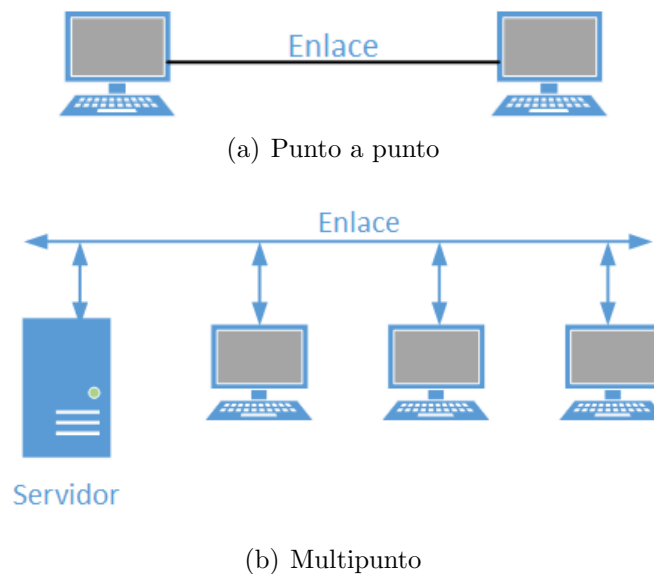 Enlace
(a) Punto a punto
Enlace
Servidor
(b) Multipunto